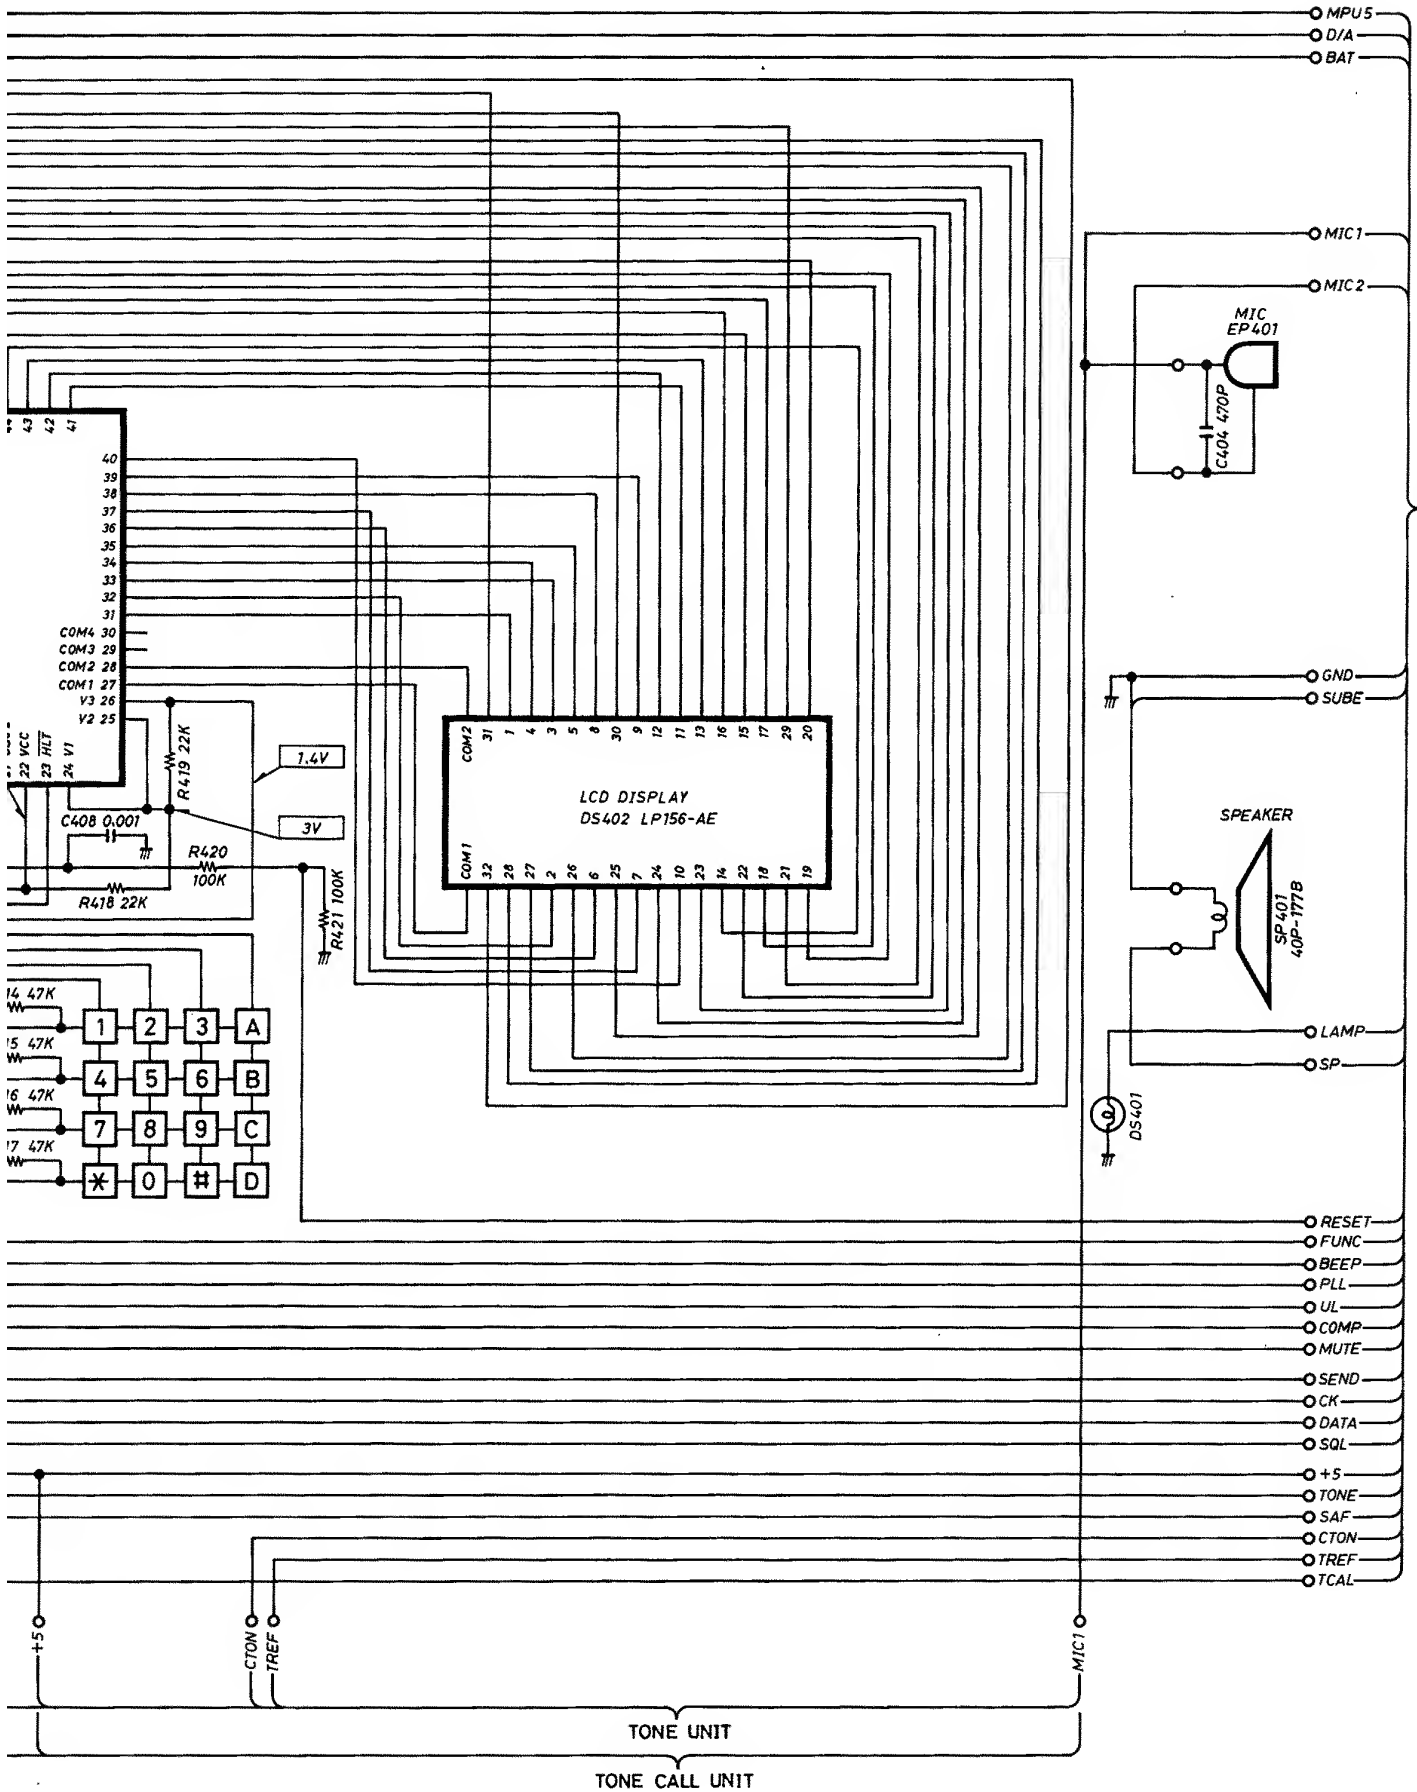 MPU5
D/A
BAT
MIC1
MIC2
MIC
EP401
C404 470P
43
42
41
40
39
38
37
36
35
34
33
32
31
COM4 30
COM3 29
COM2 28
COM1 27
V3 26
V2 25
22 VCC
23 HLT
24 V1
R419 22K
1.4V
3V
C408 0.001
R420
100K
R418 22K
R421 100K
COM2
31
1
4
3
5
8
30
9
12
11
13
16
15
17
29
20
LCD DISPLAY
DS402 LP156-AE
COM1
32
28
27
2
26
6
25
7
24
10
23
14
22
18
21
19
GND
SUBE
SPEAKER
SP401
40P-177B
LAMP
SP
DS401
14 47K
15 47K
16 47K
17 47K
1 2 3 A
4 5 6 B
7 8 9 C
* 0 # D
RESET
FUNC
BEEP
PLL
UL
COMP
MUTE
SEND
CK
DATA
SQL
+5
TONE
SAF
CTON
TREF
TCAL
+5
CTON
TREF
MIC1
TONE UNIT
TONE CALL UNIT